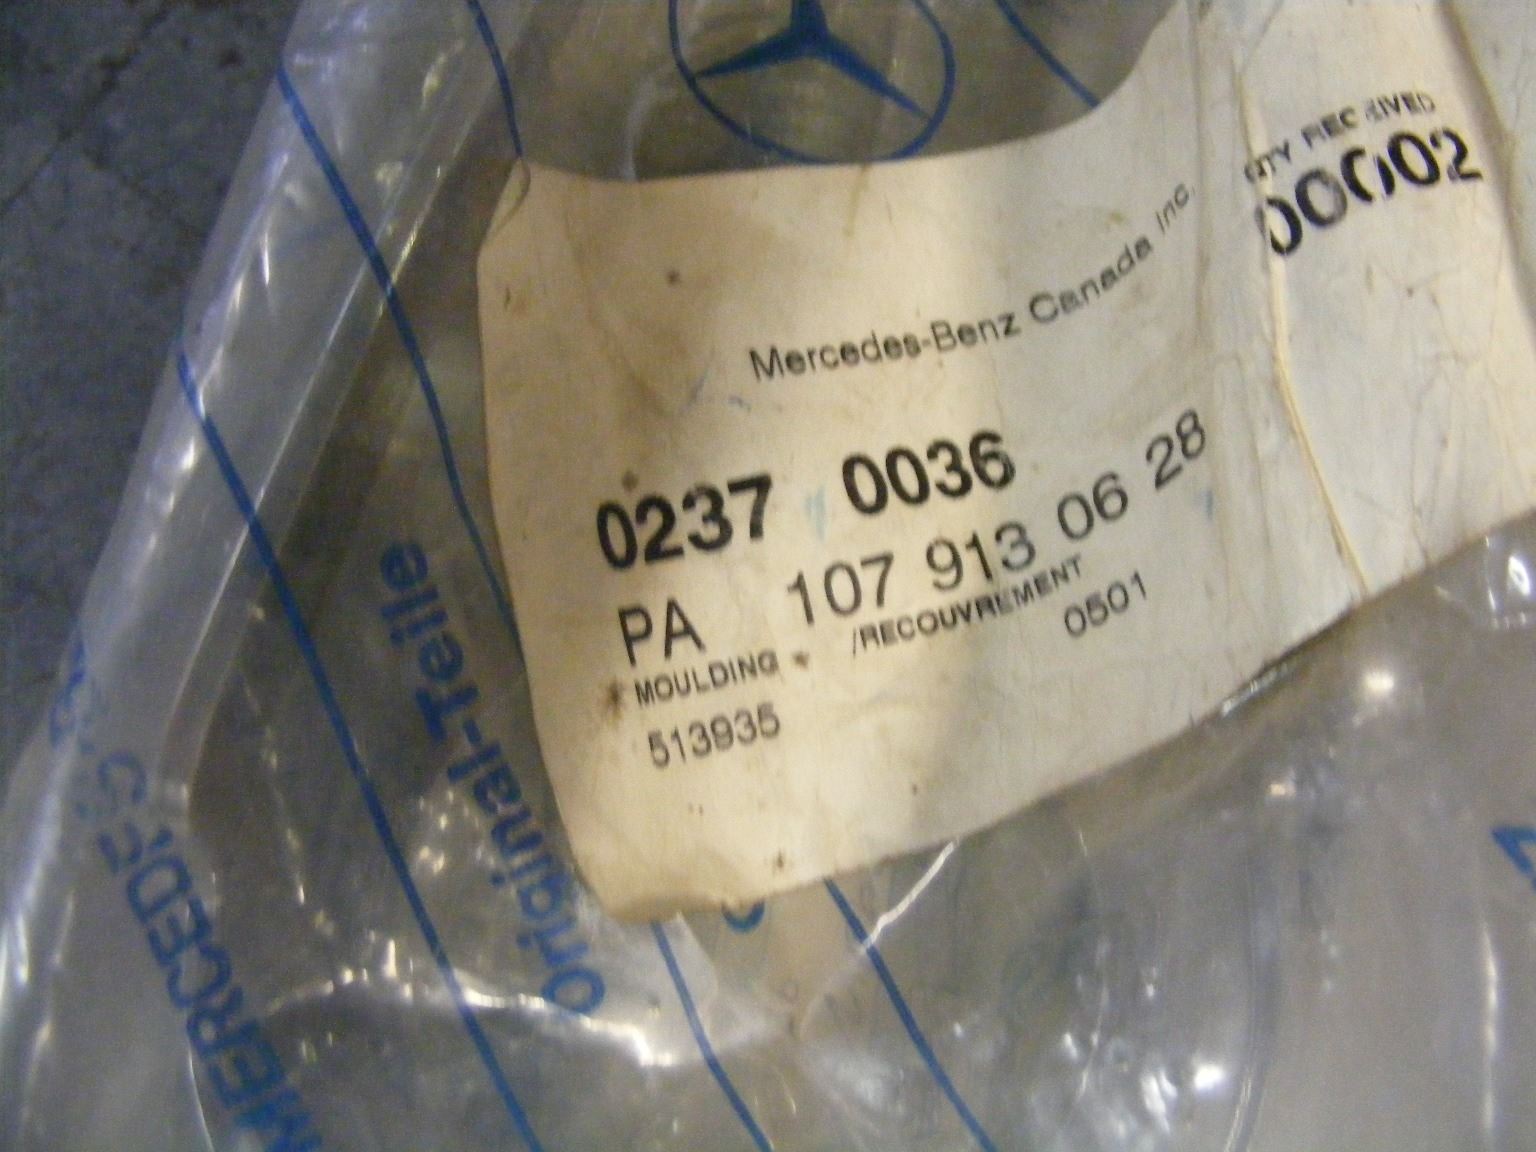 QTY RECEIVED
00002
Mercedes-Benz Canada Inc.
0237 0036
PA 107 913 06 28
MOULDING /RECOUVREMENT
513935 0501
Original-Teile
MERCEDES